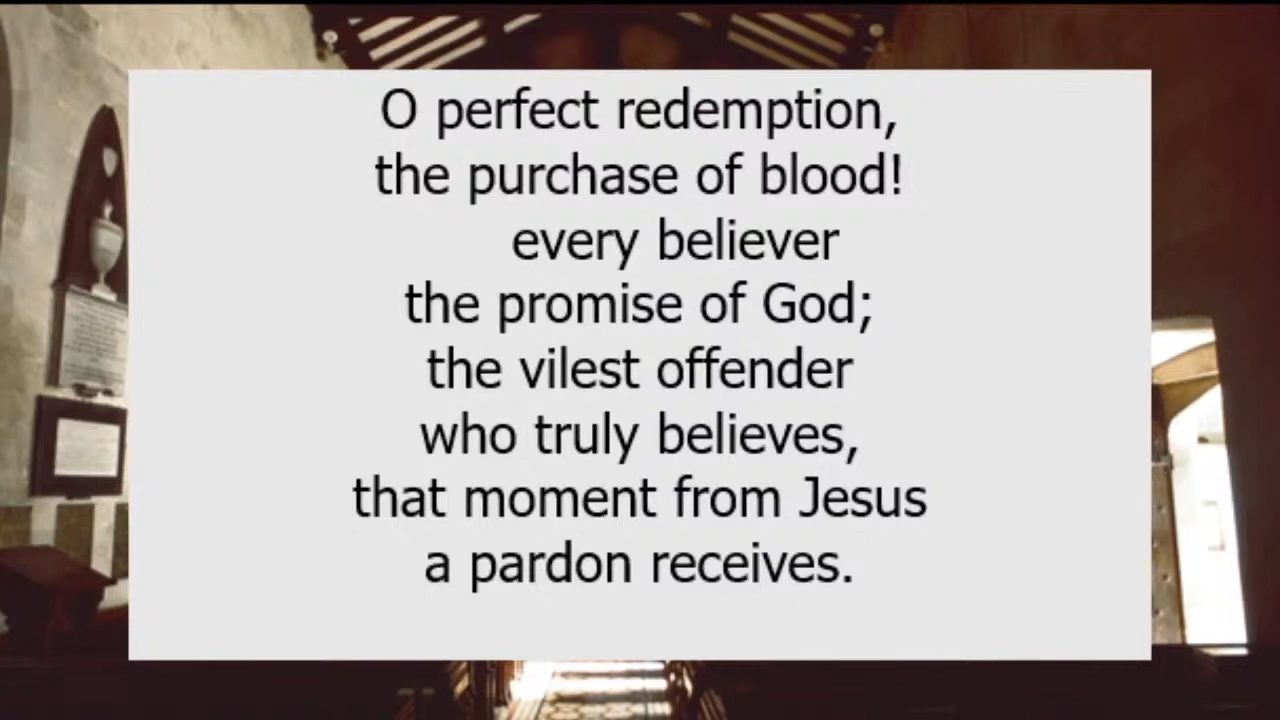 O perfect redemption,
the purchase of blood!
every believer
the promise of God;
the vilest offender
who truly believes,
that moment from Jesus
a pardon receives.